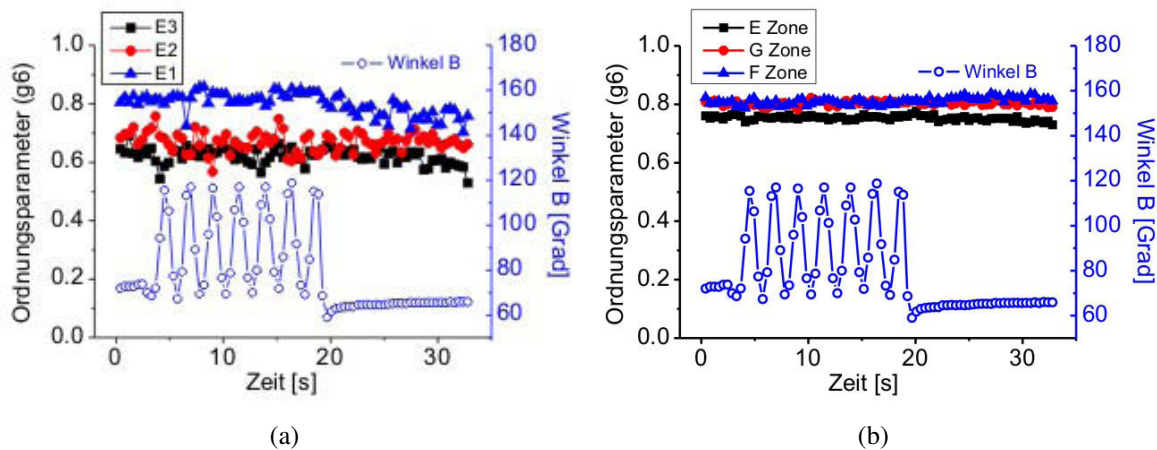 E3
E2
E1
Winkel B
Ordnungsparameter (g6)
1.0
0.8
0.6
0.4
0.2
0.0
180
160
140
120
100
80
60
Winkel B [Grad]
0
10
20
30
Zeit [s]
(a)
E Zone
G Zone
F Zone
Winkel B
Ordnungsparameter (g6)
1.0
0.8
0.6
0.4
0.2
0.0
180
160
140
120
100
80
60
Winkel B [Grad]
0
10
20
30
Zeit [s]
(b)